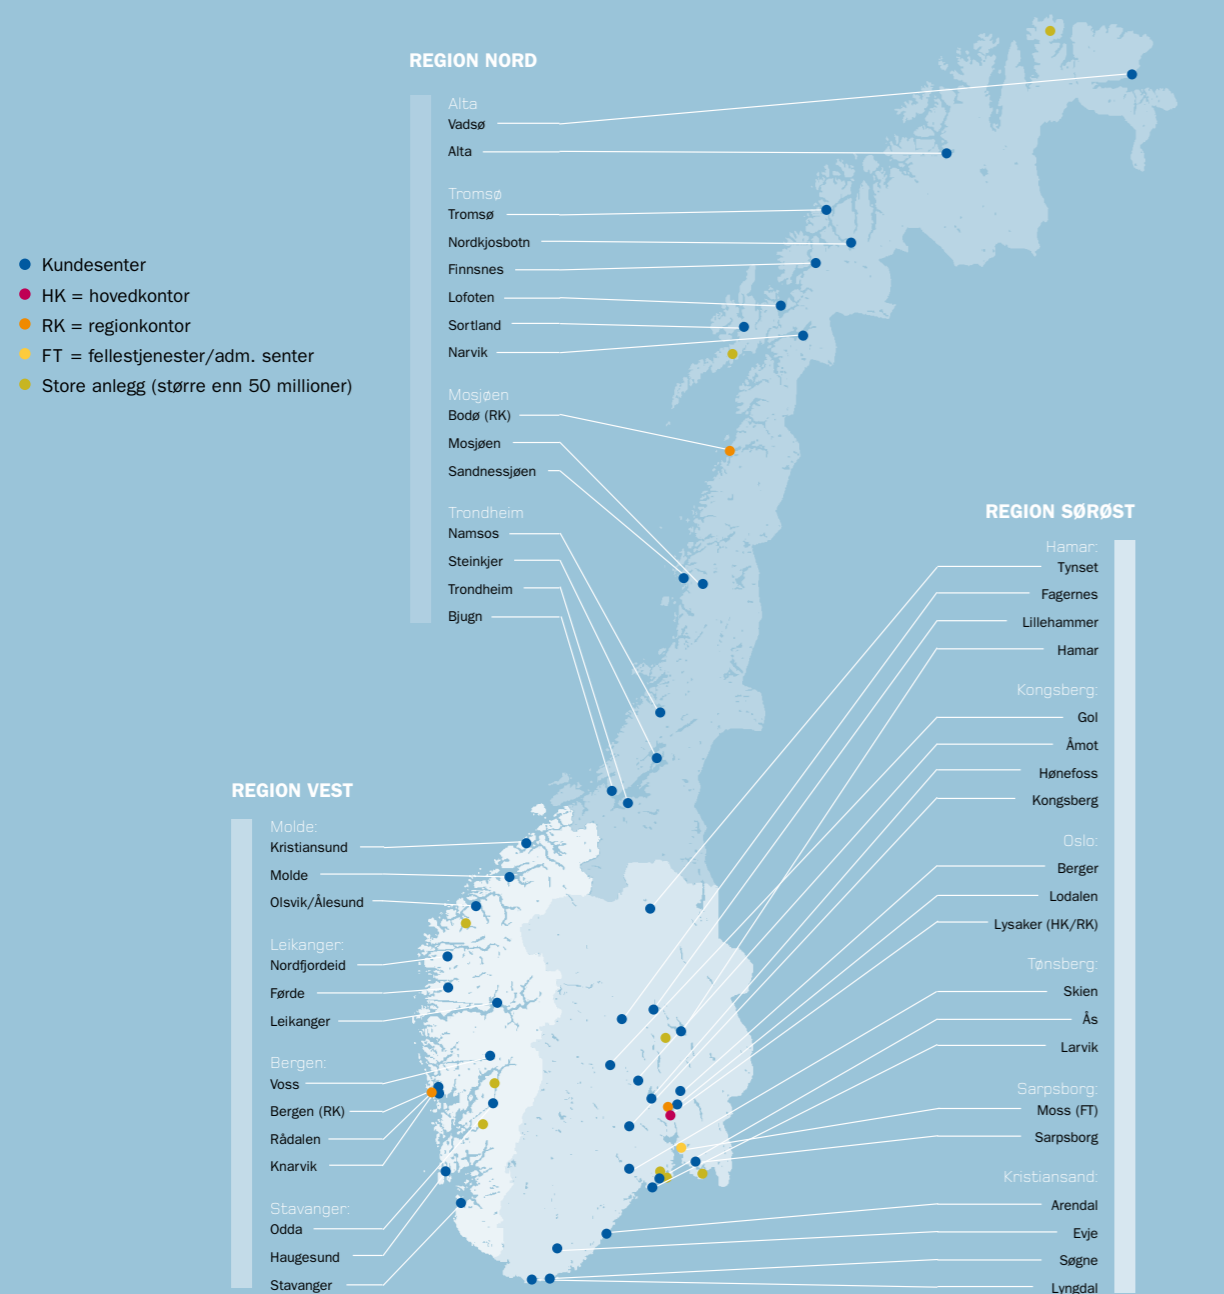 REGION NORD
Alta
Vadsø
Alta
Tromsø
Tromsø
Nordkjosbotn
Finnsnes
Lofoten
Sortland
Narvik
Mosjøen
Bodø (RK)
Mosjøen
Sandnessjøen
Trondheim
Namsos
Steinkjer
Trondheim
Bjugn
Kundesenter
HK = hovedkontor
RK = regionkontor
FT = fellestjenester/adm. senter
Store anlegg (større enn 50 millioner)
REGION SØRØST
Hamar:
Tynset
Fagernes
Lillehammer
Hamar
Kongsberg:
Gol
Åmot
Hønefoss
Kongsberg
Oslo:
Berger
Lodalen
Lysaker (HK/RK)
Tønsberg:
Skien
Ås
Larvik
Sarpsborg:
Moss (FT)
Sarpsborg
Kristiansand:
Arendal
Evje
Søgne
Lyngdal
REGION VEST
Molde:
Kristiansund
Molde
Olsvik/Ålesund
Leikanger:
Nordfjordeid
Førde
Leikanger
Bergen:
Voss
Bergen (RK)
Rådalen
Knarvik
Stavanger:
Odda
Haugesund
Stavanger